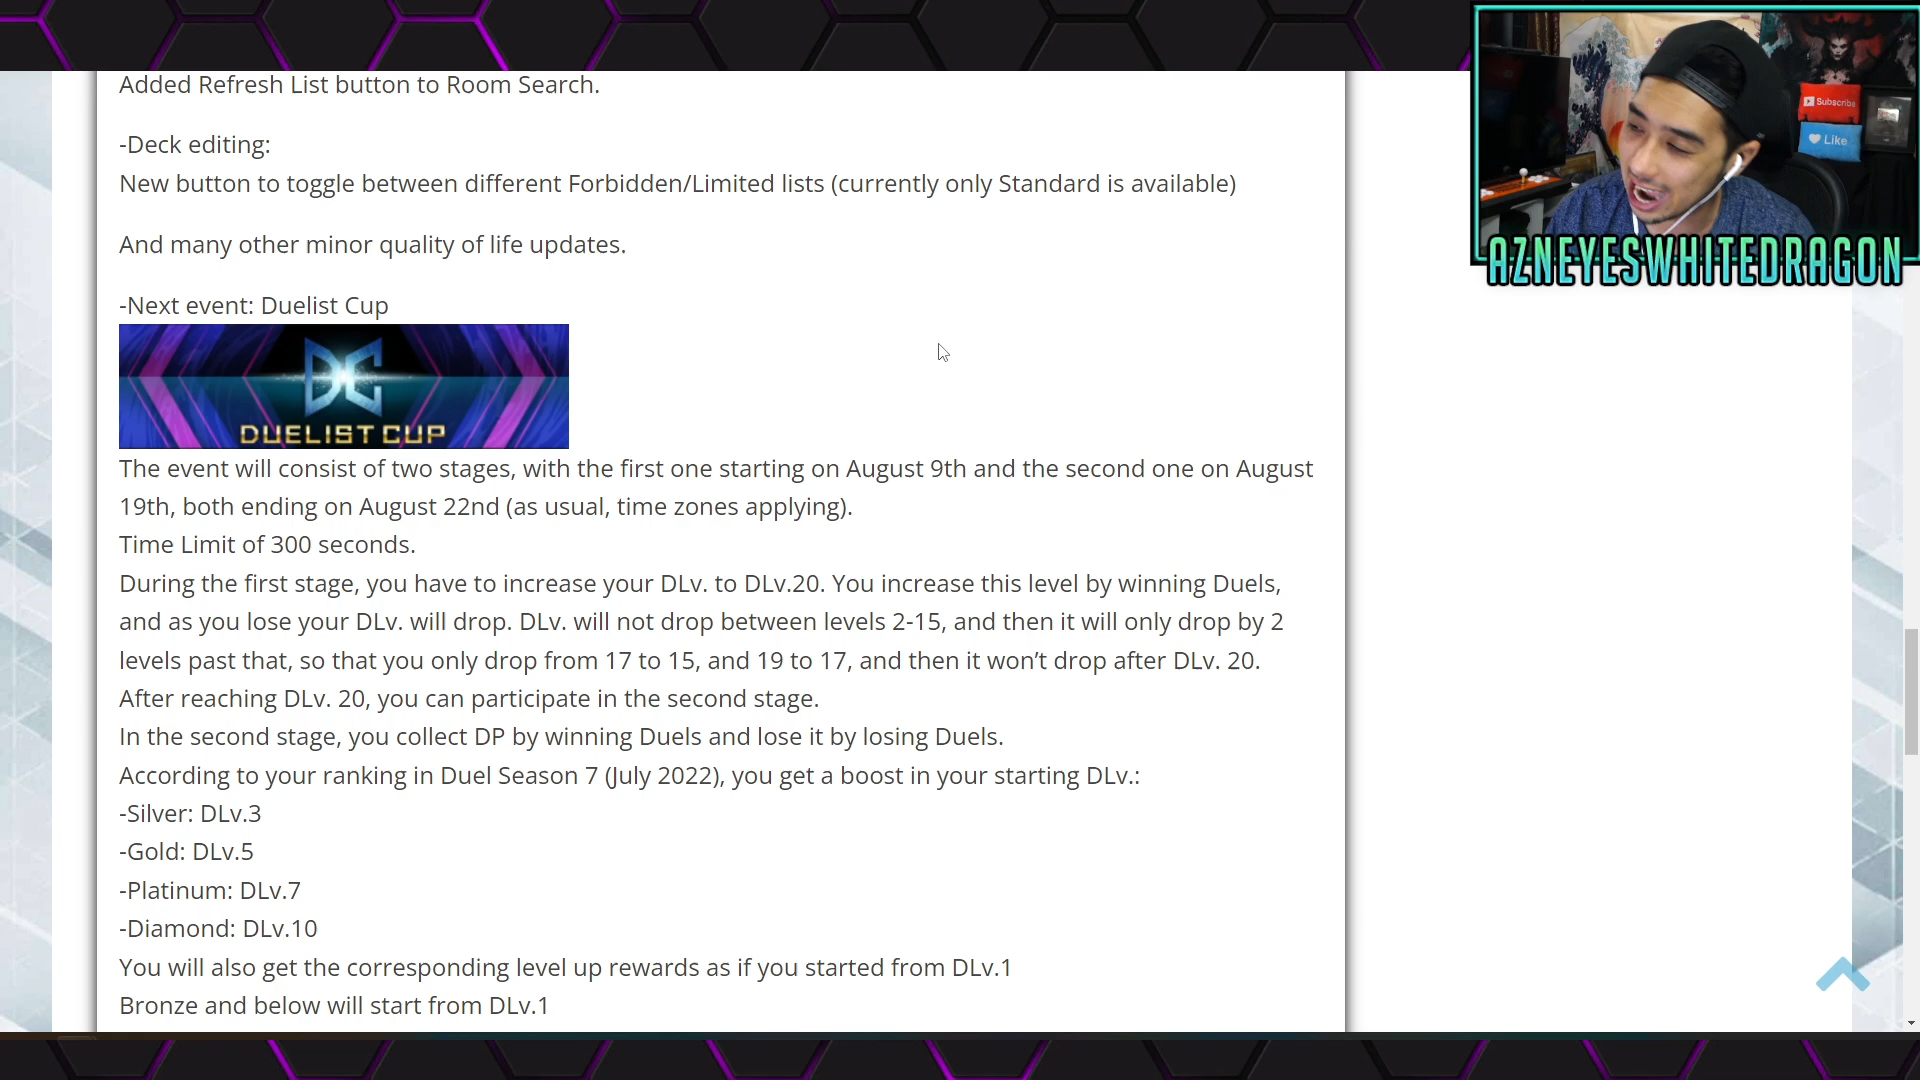 Added Refresh List button to Room Search.
-Deck editing:
New button to toggle between different Forbidden/Limited lists (currently only Standard is available)
And many other minor quality of life updates.
-Next event: Duelist Cup
DC
DUELIST CUP
The event will consist of two stages, with the first one starting on August 9th and the second one on August
19th, both ending on August 22nd (as usual, time zones applying).
Time Limit of 300 seconds.
During the first stage, you have to increase your DLv. to DLv.20. You increase this level by winning Duels,
and as you lose your DLv. will drop. DLv. will not drop between levels 2-15, and then it will only drop by 2
levels past that, so that you only drop from 17 to 15, and 19 to 17, and then it won’t drop after DLv. 20.
After reaching DLv. 20, you can participate in the second stage.
In the second stage, you collect DP by winning Duels and lose it by losing Duels.
According to your ranking in Duel Season 7 (July 2022), you get a boost in your starting DLv.:
-Silver: DLv.3
-Gold: DLv.5
-Platinum: DLv.7
-Diamond: DLv.10
You will also get the corresponding level up rewards as if you started from DLv.1
Bronze and below will start from DLv.1
Subscribe
Like
AZNEYESWHITEDRAGON